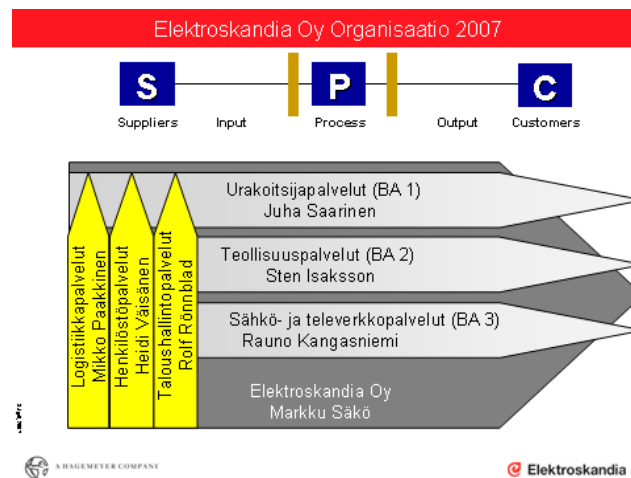 Elektroskandia Oy Organisaatio 2007
S
P
C
Suppliers
Input
Process
Output
Customers
Urakoitsijapalvelut (BA 1)
Juha Saarinen
Teollisuuspalvelut (BA 2)
Sten Isaksson
Sähkö- ja televerkkopalvelut (BA 3)
Rauno Kangasniemi
Elektroskandia Oy
Markku Säkö
Logistiikkapalvelut
Mikko Paakkinen
Henkilöstöpalvelut
Heidi Väisänen
Taloushallintopalvelut
Rolf Rönnblad
A HAGEMEYER COMPANY
Elektroskandia